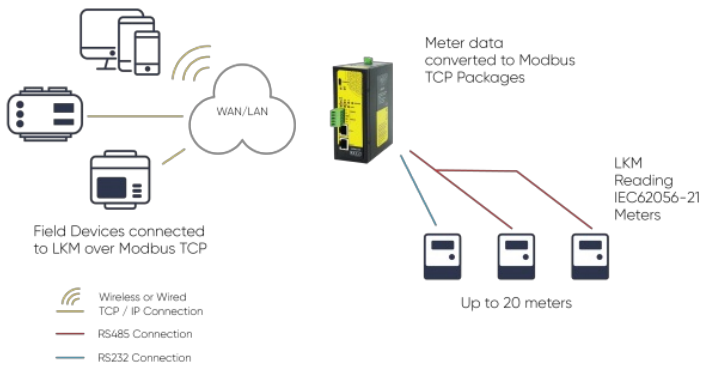 WAN/LAN
Meter data
converted to Modbus
TCP Packages
LKM
Reading
IEC62056-21
Meters
Field Devices connected
to LKM over Modbus TCP
Up to 20 meters
Wireless or Wired
TCP / IP Connection
RS485 Connection
RS232 Connection